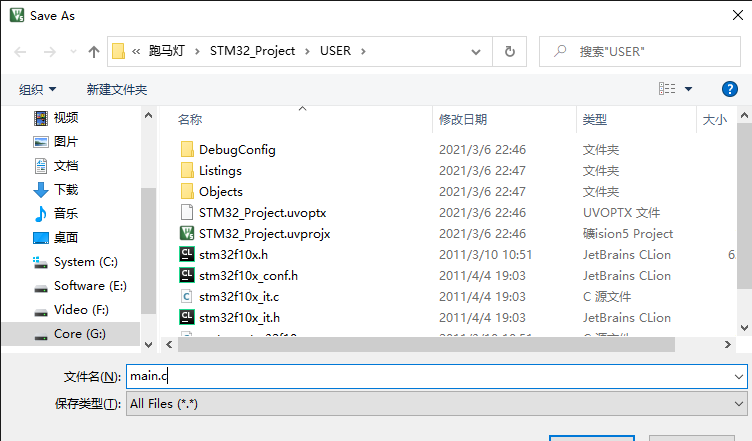 Save As
« 跑马灯 > STM32_Project > USER >
搜索"USER"
组织
新建文件夹
?
视频
图片
文档
下载
音乐
桌面
System (C:)
Software (E:)
Video (F:)
Core (G:)
名称 修改日期 类型 大小
DebugConfig 2021/3/6 22:46 文件夹
Listings 2021/3/6 22:47 文件夹
Objects 2021/3/6 22:47 文件夹
STM32_Project.uvoptx 2021/3/6 22:46 UVOPTX 文件
STM32_Project.uvprojx 2021/3/6 22:46 礦ision5 Project
stm32f10x.h 2011/3/10 10:51 JetBrains CLion 6
stm32f10x_conf.h 2011/4/4 19:03 JetBrains CLion
stm32f10x_it.c 2011/4/4 19:03 C 源文件
stm32f10x_it.h 2011/4/4 19:03 JetBrains CLion
文件名(N): main.c
保存类型(T): All Files (*.*)